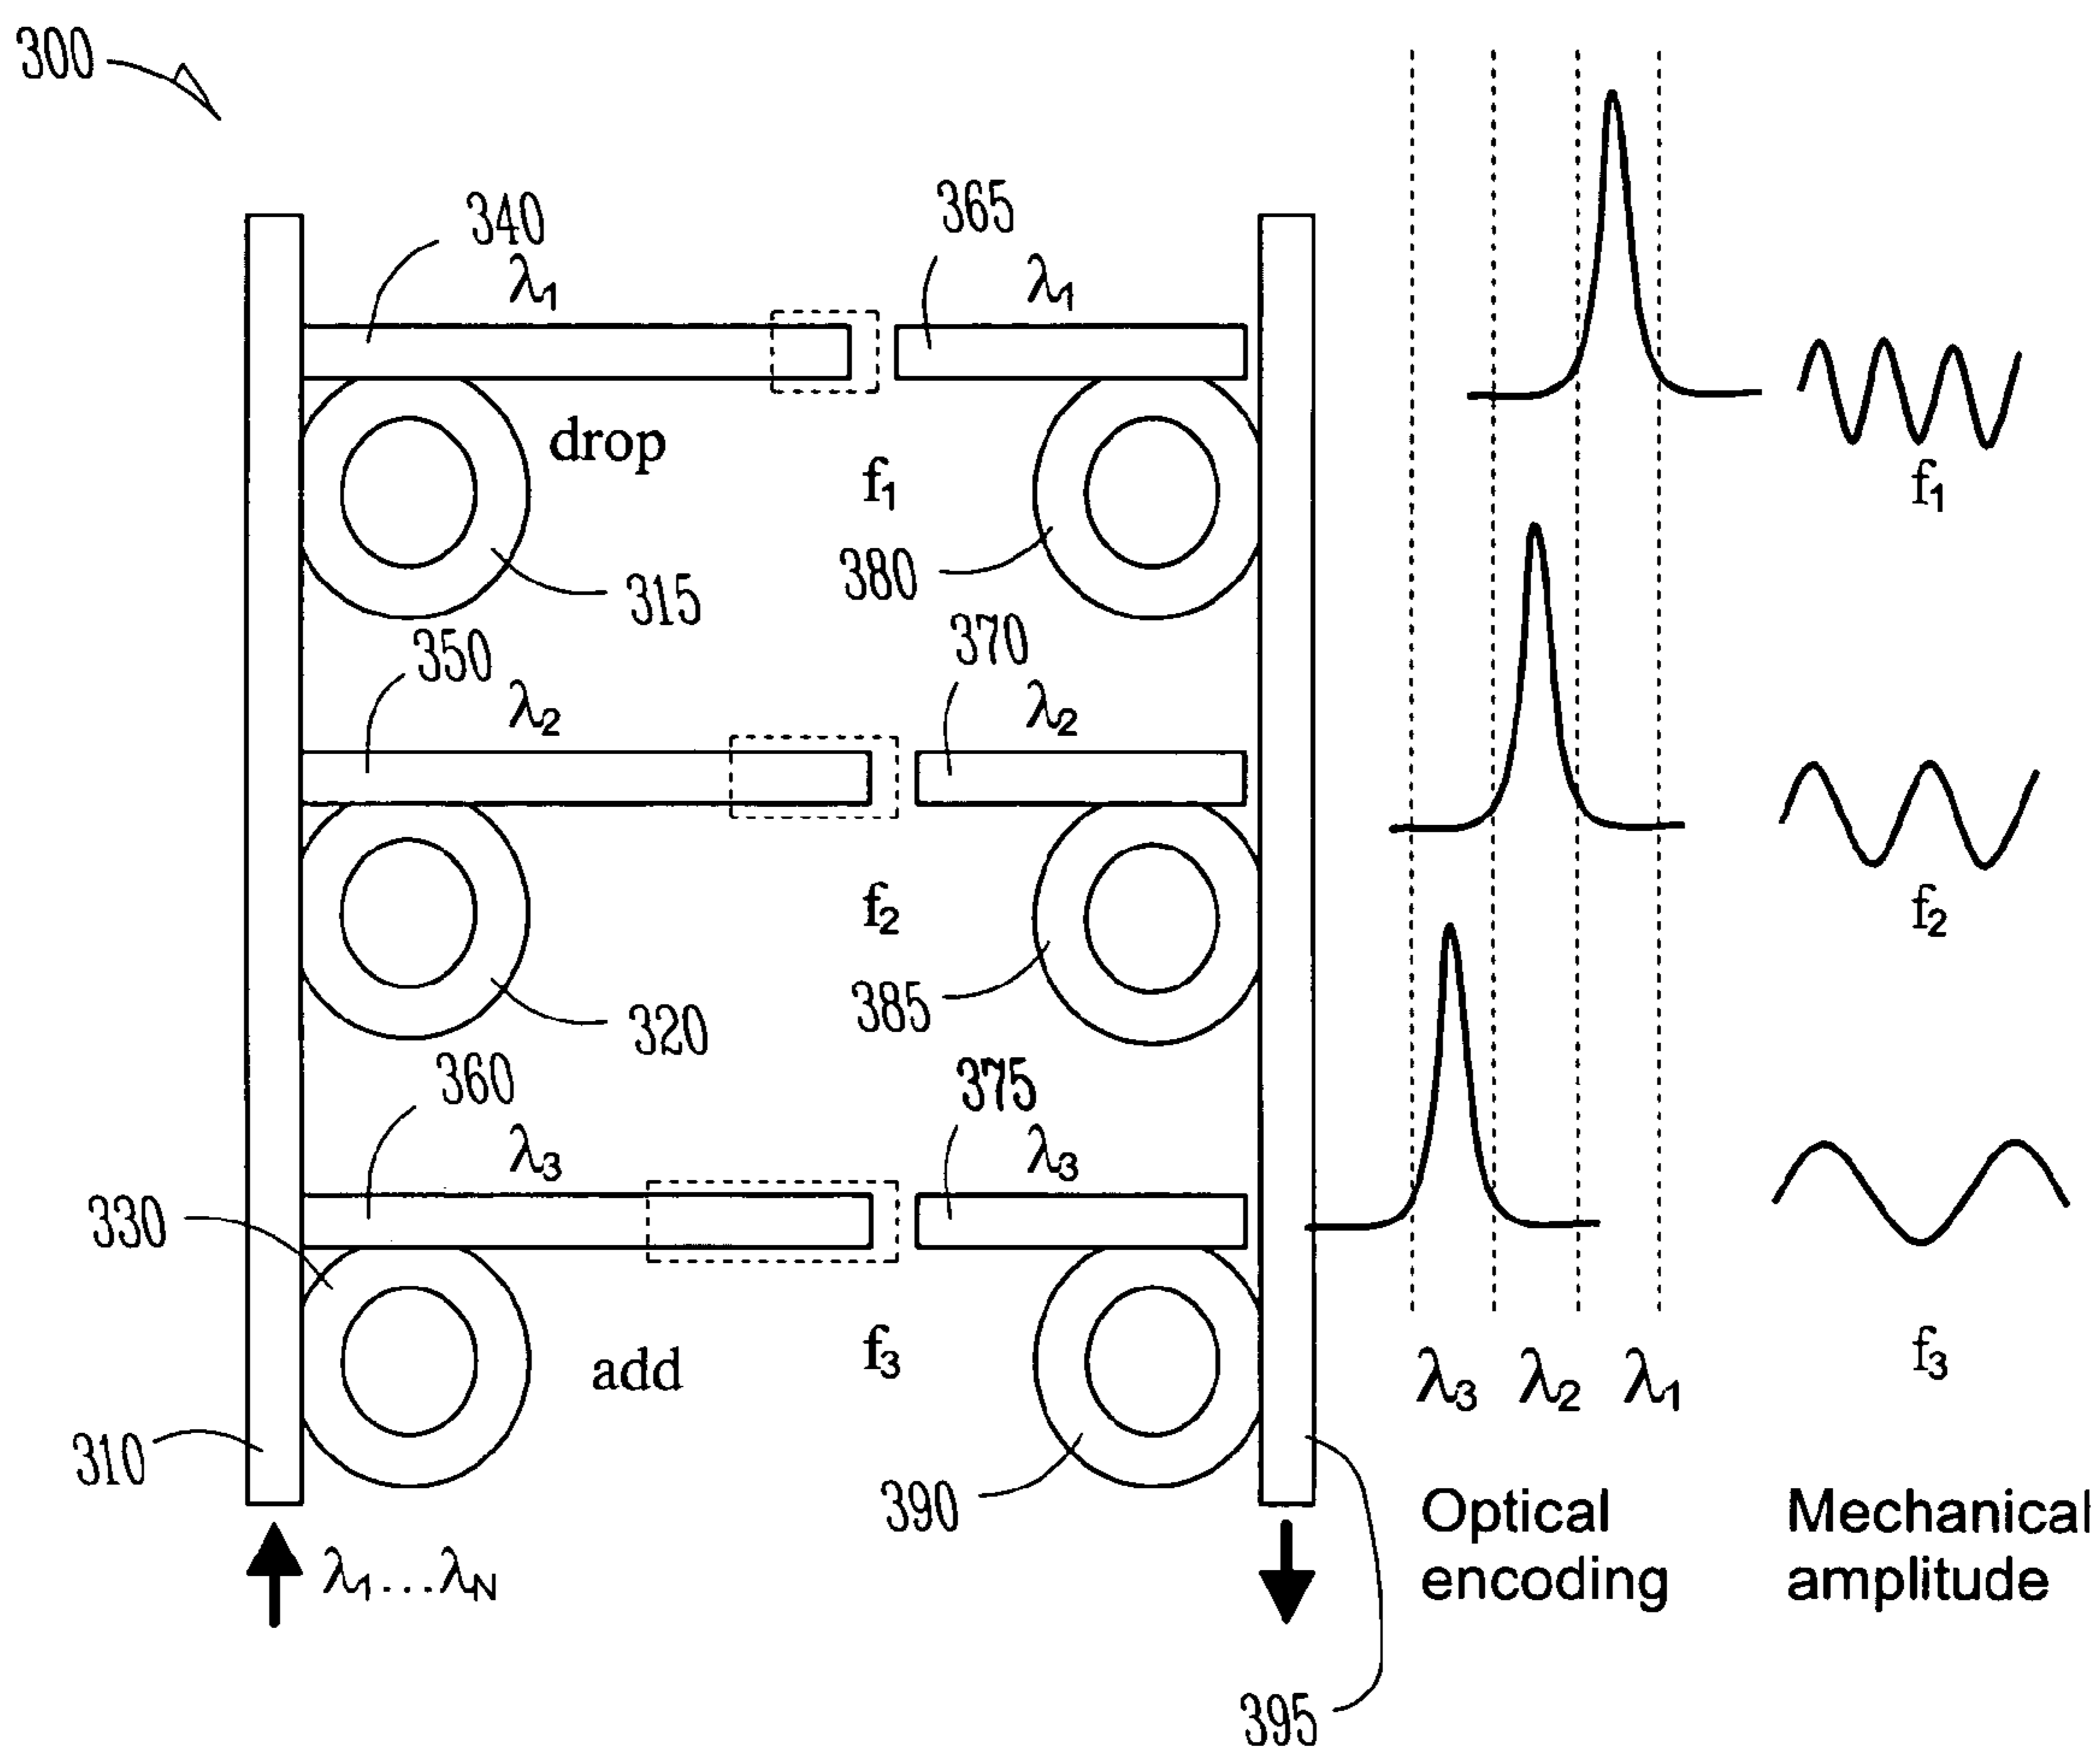 300
340
365
λ1
λ1
drop
f1
f1
380
315
350
370
λ2
λ2
f2
f2
385
320
360
375
λ3
λ3
330
add
f3
f3
λ3 λ2 λ1
310
390
Optical
encoding
Mechanical
amplitude
λ1...λN
395